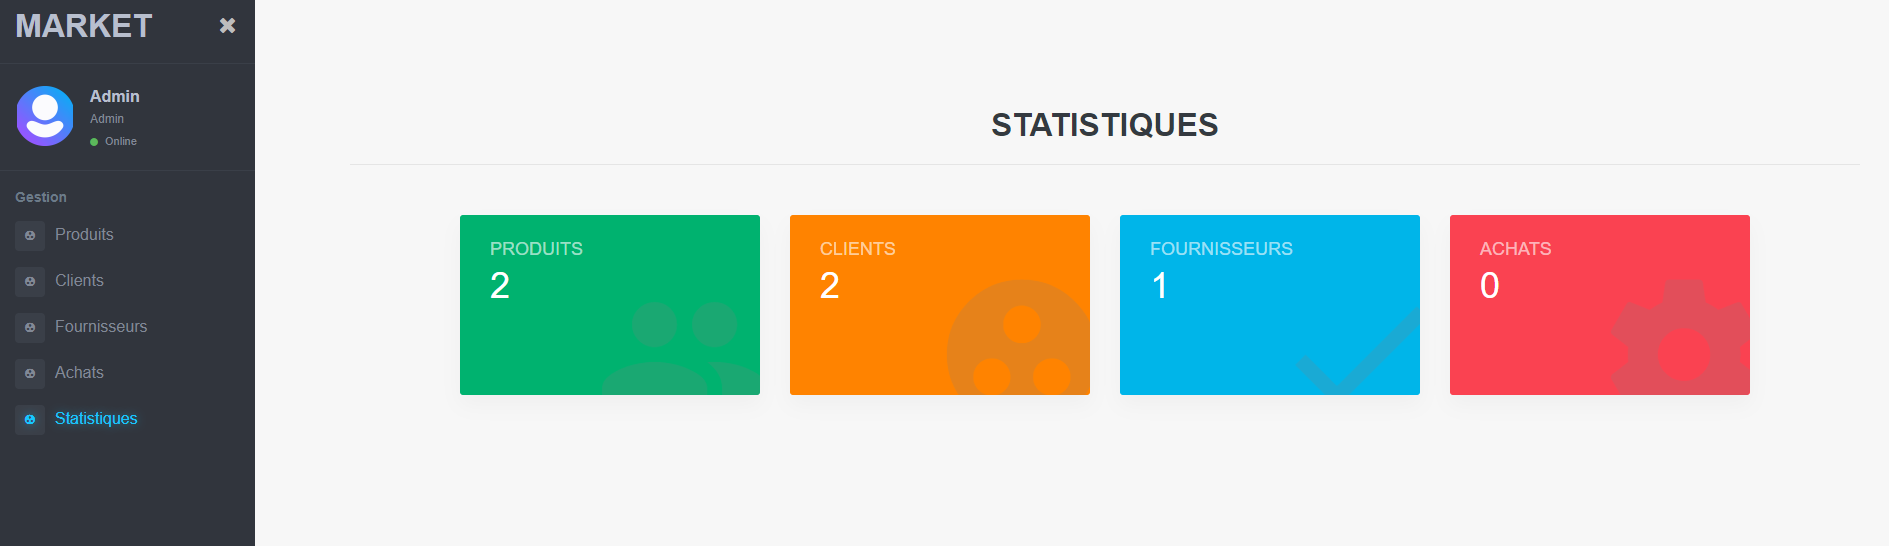 MARKET
Admin
Admin
Online
Gestion
Produits
Clients
Fournisseurs
Achats
Statistiques
STATISTIQUES
PRODUITS
2
CLIENTS
2
FOURNISSEURS
1
ACHATS
0